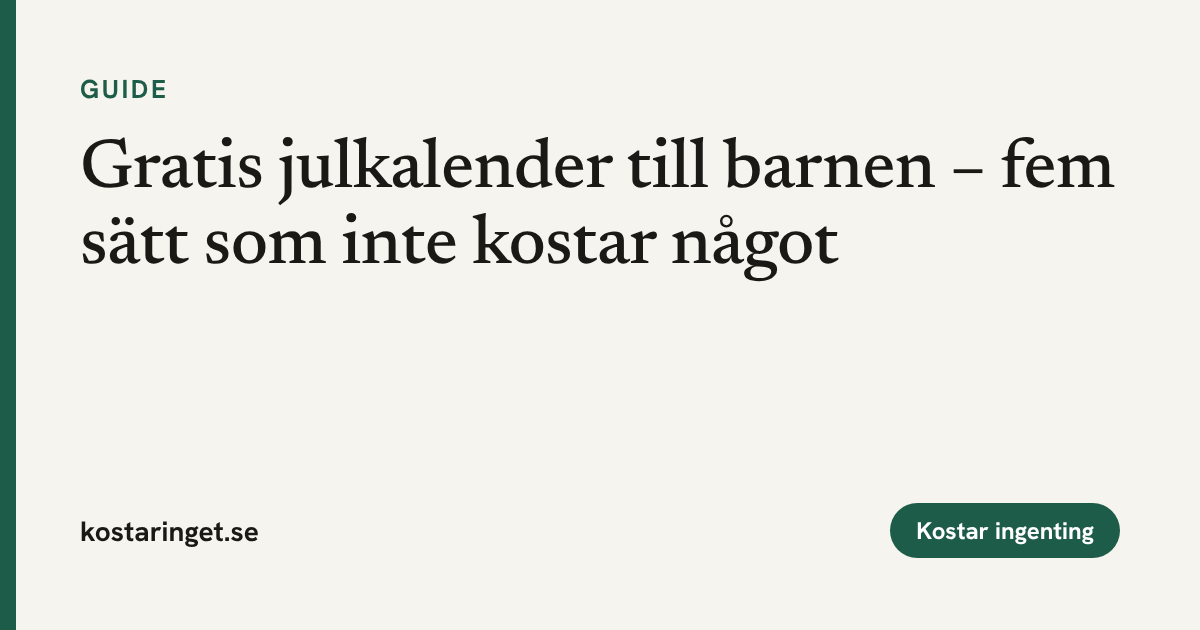 GUIDE
Gratis julkalender till barnen – fem
sätt som inte kostar något
kostaringet.se
Kostar ingenting